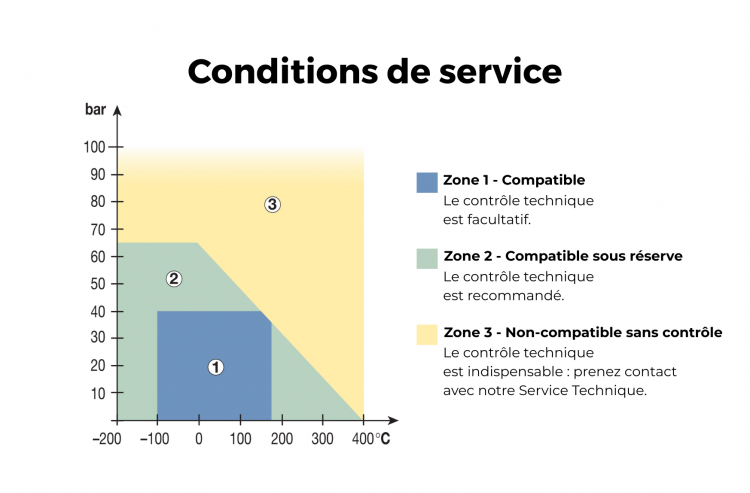 Conditions de service
bar
100
90
80
70
60
50
40
30
20
10
3
2
1
–200 –100 0 100 200 300 400°C
Zone 1 - Compatible
Le contrôle technique
est facultatif.
Zone 2 - Compatible sous réserve
Le contrôle technique
est recommandé.
Zone 3 - Non-compatible sans contrôle
Le contrôle technique
est indispensable : prenez contact
avec notre Service Technique.